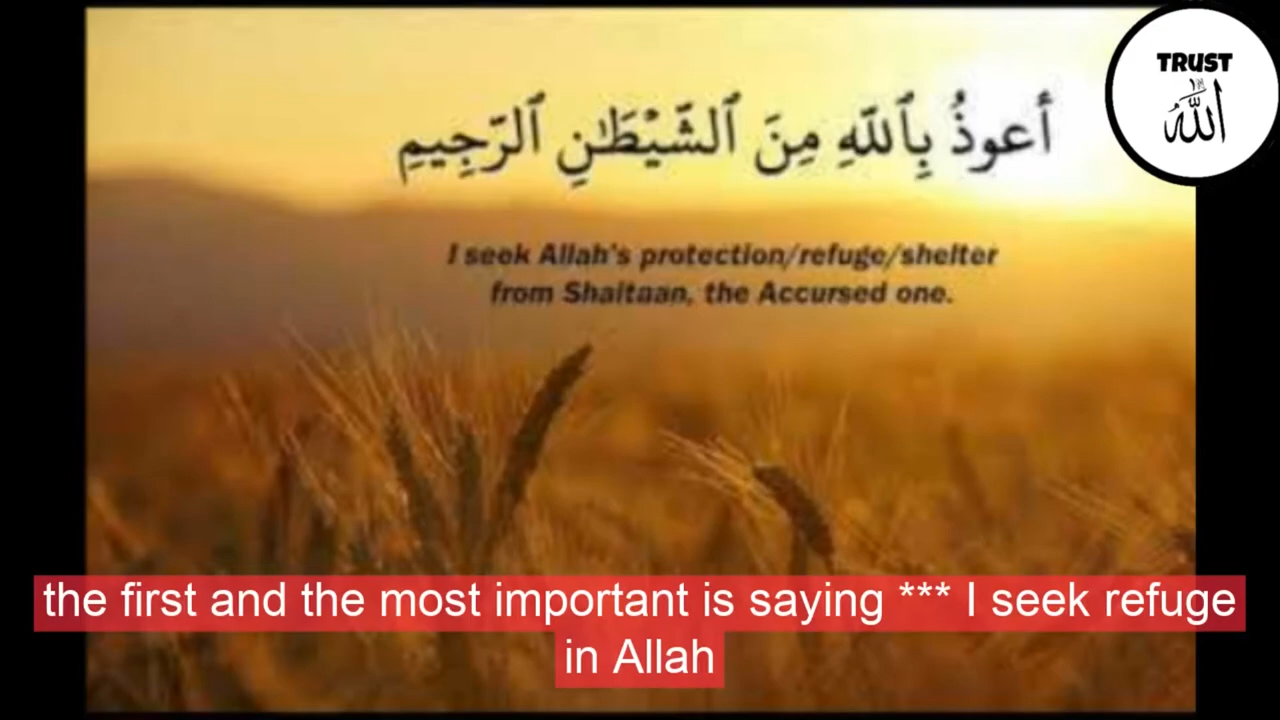 TRUST
الله
أعوذُ بِٱللَّهِ مِنَ ٱلشَّيْطَٰنِ ٱلرَّجِيمِ
I seek Allah's protection/refuge/shelter
from Shaitaan, the Accursed one.
the first and the most important is saying *** I seek refuge
in Allah